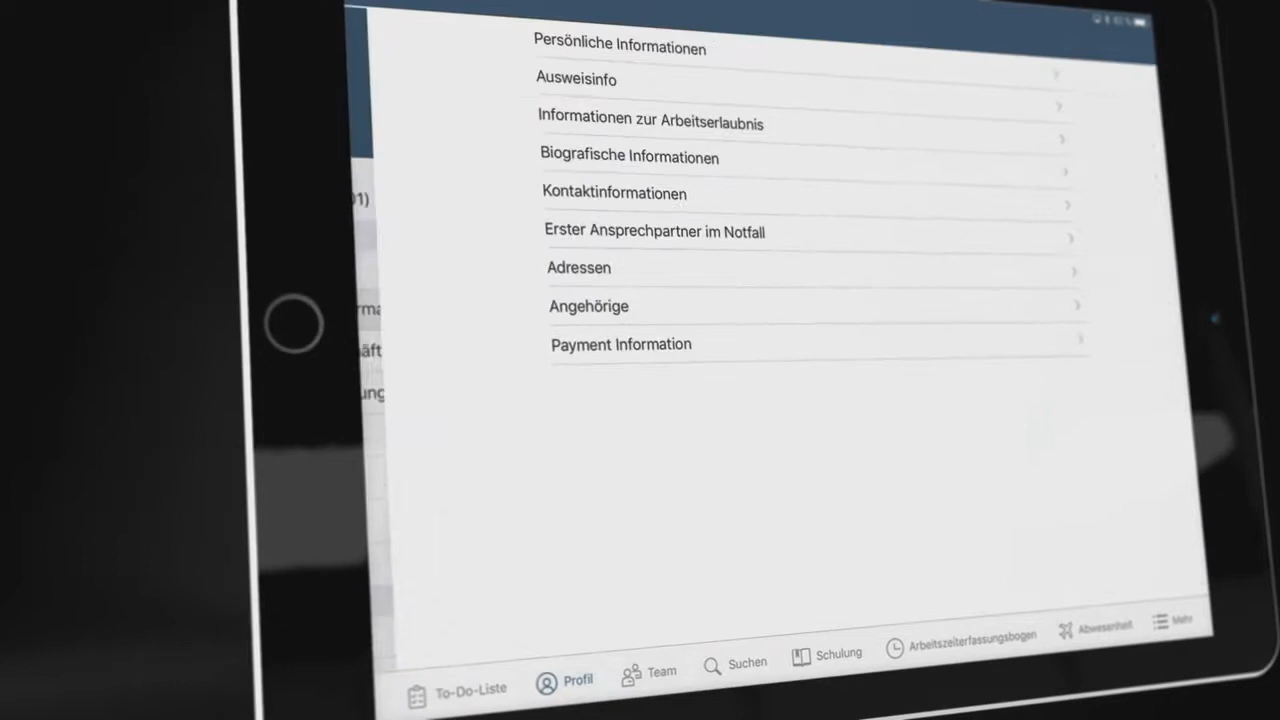 Persönliche Informationen
Ausweisinfo
Informationen zur Arbeitserlaubnis
Biografische Informationen
Kontaktinformationen
Erster Ansprechpartner im Notfall
Adressen
Angehörige
Payment Information
To-Do-Liste
Profil
Team
Suchen
Schulung
Arbeitszeiterfassungsbogen
Abwesenheit
Mehr